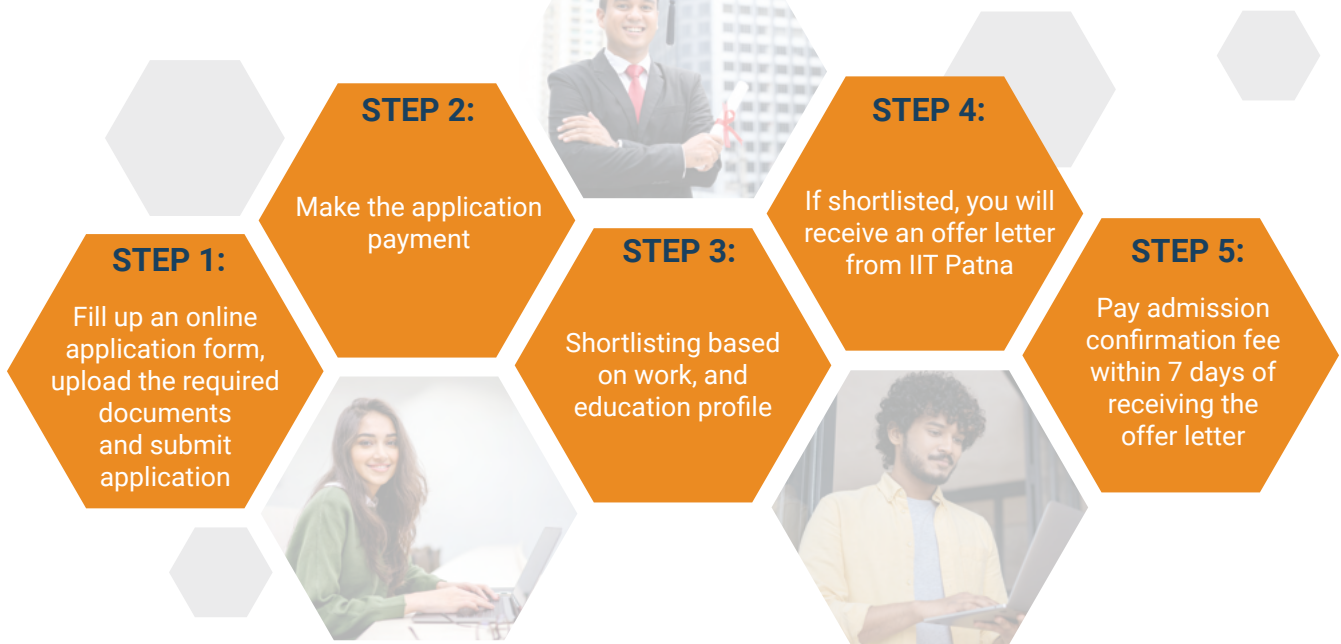 STEP 1:
Fill up an online
application form,
upload the required
documents
and submit
application
STEP 2:
Make the application
payment
STEP 3:
Shortlisting based
on work, and
education profile
STEP 4:
If shortlisted, you will
receive an offer letter
from IIT Patna
STEP 5:
Pay admission
confirmation fee
within 7 days of
receiving the
offer letter